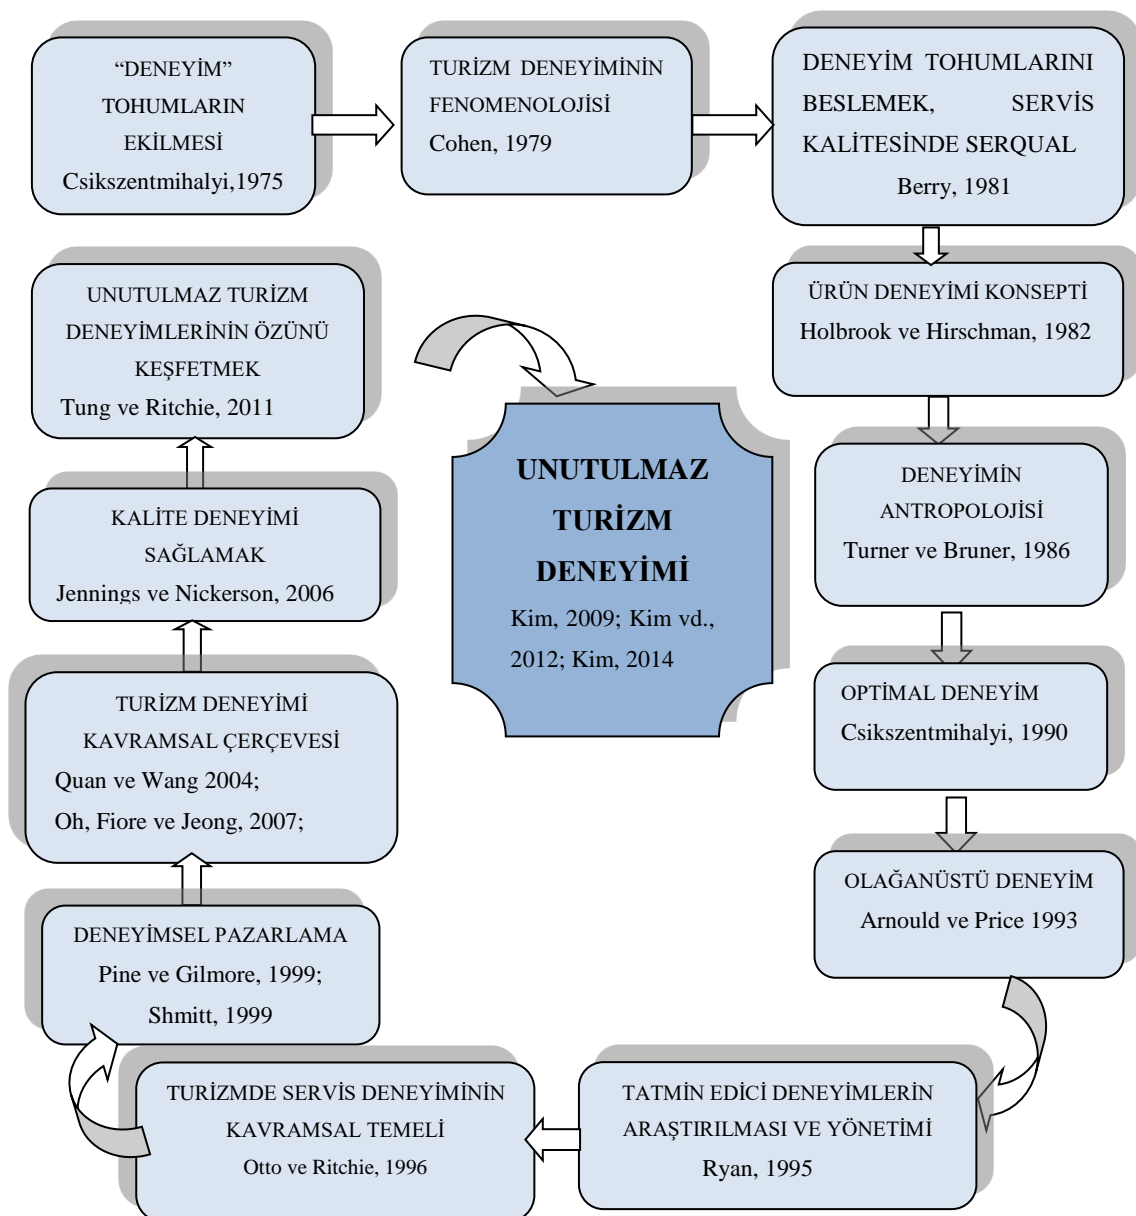 “DENEYİM”
TOHUMLARIN
EKİLMESİ
Csikszentmihalyi,1975
TURİZM DENEYİMİNİN
FENOMENOLOJİSİ
Cohen, 1979
DENEYİM TOHUMLARINI
BESLEMEK, SERVİS
KALİTESİNDE SERQUAL
Berry, 1981
ÜRÜN DENEYİMİ KONSEPTİ
Holbrook ve Hirschman, 1982
DENEYİMİN
ANTROPOLOJİSİ
Turner ve Bruner, 1986
OPTİMAL DENEYİM
Csikszentmihalyi, 1990
OLAĞANÜSTÜ DENEYİM
Arnould ve Price 1993
TATMİN EDİCİ DENEYİMLERİN
ARAŞTIRILMASI VE YÖNETİMİ
Ryan, 1995
TURİZMDE SERVİS DENEYİMİNİN
KAVRAMSAL TEMELİ
Otto ve Ritchie, 1996
DENEYİMSEL PAZARLAMA
Pine ve Gilmore, 1999;
Shmitt, 1999
TURİZM DENEYİMİ
KAVRAMSAL ÇERÇEVESİ
Quan ve Wang 2004;
Oh, Fiore ve Jeong, 2007;
KALİTE DENEYİMİ
SAĞLAMAK
Jennings ve Nickerson, 2006
UNUTULMAZ TURİZM
DENEYİMLERİNİN ÖZÜNÜ
KEŞFETMEK
Tung ve Ritchie, 2011
UNUTULMAZ
TURİZM
DENEYİMİ
Kim, 2009; Kim vd.,
2012; Kim, 2014